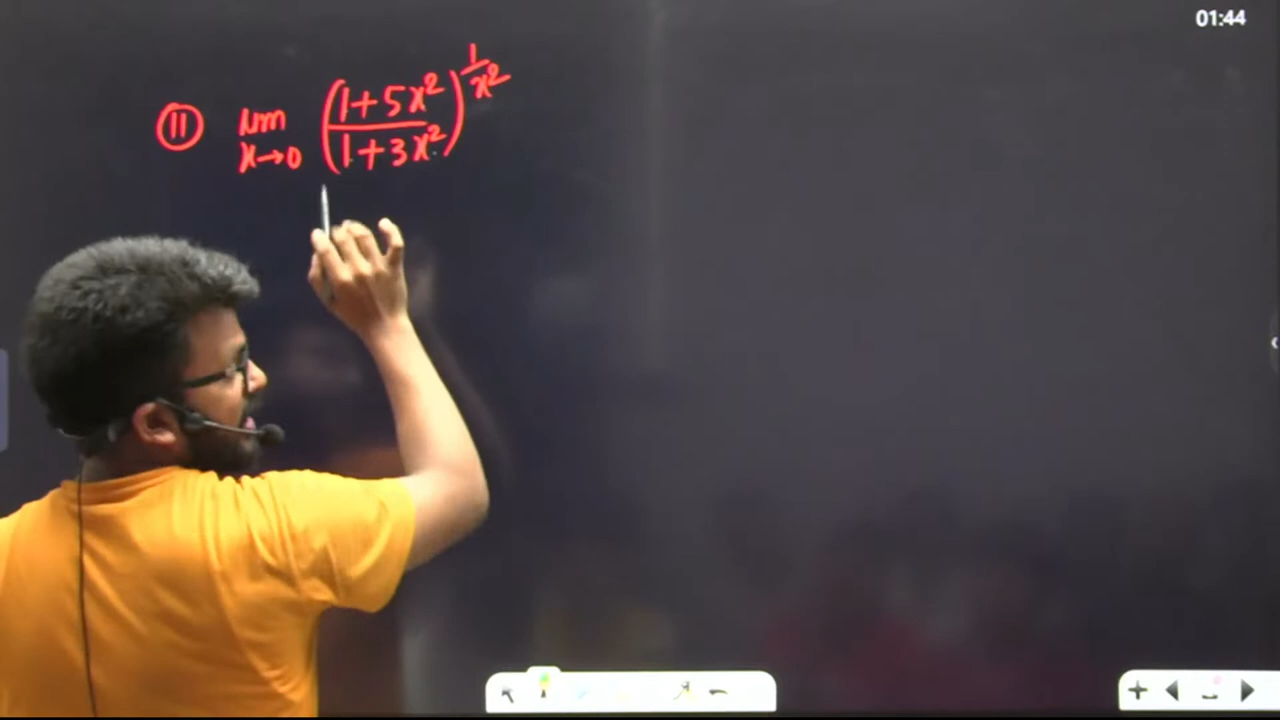 01:44
⑪ lim x→0 ((1+5x²)/(1+3x²))^(1/x²)